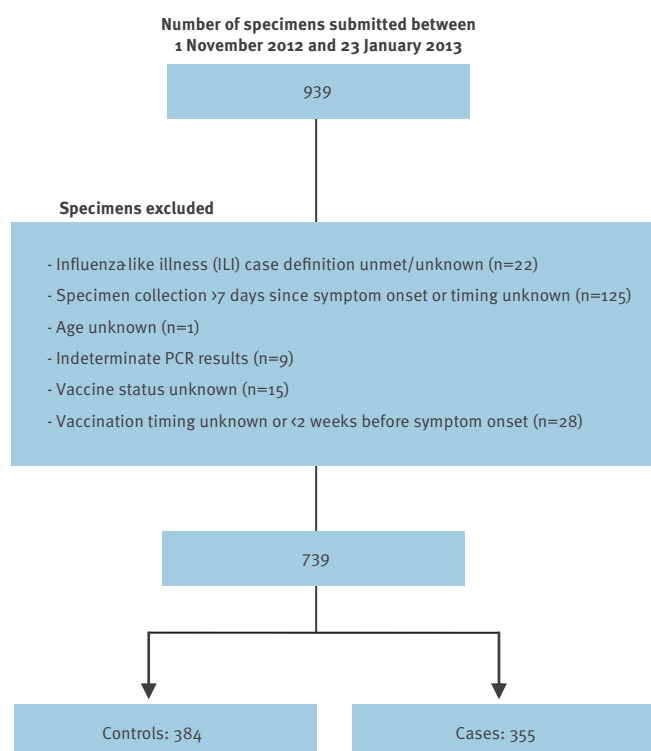 Number of specimens submitted between
1 November 2012 and 23 January 2013
939
Specimens excluded
- Influenza-like illness (ILI) case definition unmet/unknown (n=22)
- Specimen collection >7 days since symptom onset or timing unknown (n=125)
- Age unknown (n=1)
- Indeterminate PCR results (n=9)
- Vaccine status unknown (n=15)
- Vaccination timing unknown or <2 weeks before symptom onset (n=28)
739
Controls: 384
Cases: 355